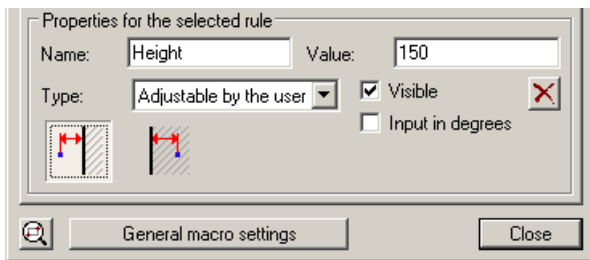 Properties for the selected rule
Name: Height Value: 150
Type: Adjustable by the user Visible
Input in degrees
General macro settings Close